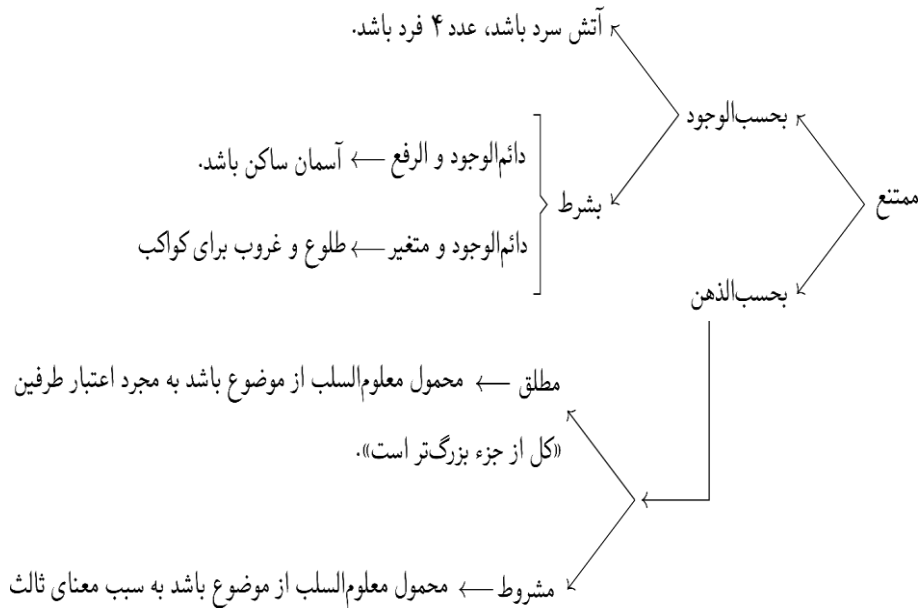 آتش سرد باشد، عدد ۴ فرد باشد.
بحسب‌الوجود
دائم‌الوجود و الرفع ← آسمان ساکن باشد.
ممتنع
بشرط
دائم‌الوجود و متغیر ← طلوع و غروب برای کواکب
بحسب‌الذهن
مطلق ← محمول معلوم‌السلب از موضوع باشد به مجرد اعتبار طرفین
«کل از جزء بزرگ‌تر است».
مشروط ← محمول معلوم‌السلب از موضوع باشد به سبب معنای ثالث